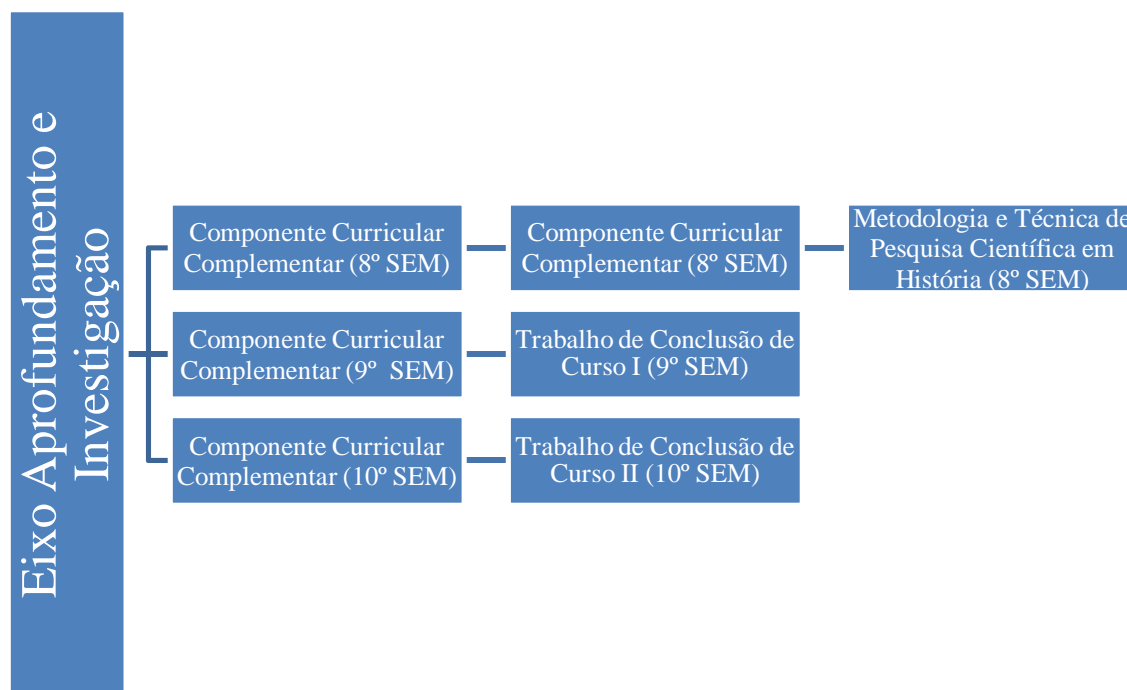 Eixo Aprofundamento e
Investigação
Componente Curricular
Complementar (8º SEM)
Componente Curricular
Complementar (8º SEM)
Metodologia e Técnica de
Pesquisa Científica em
História (8º SEM)
Componente Curricular
Complementar (9º SEM)
Trabalho de Conclusão de
Curso I (9º SEM)
Componente Curricular
Complementar (10º SEM)
Trabalho de Conclusão de
Curso II (10º SEM)